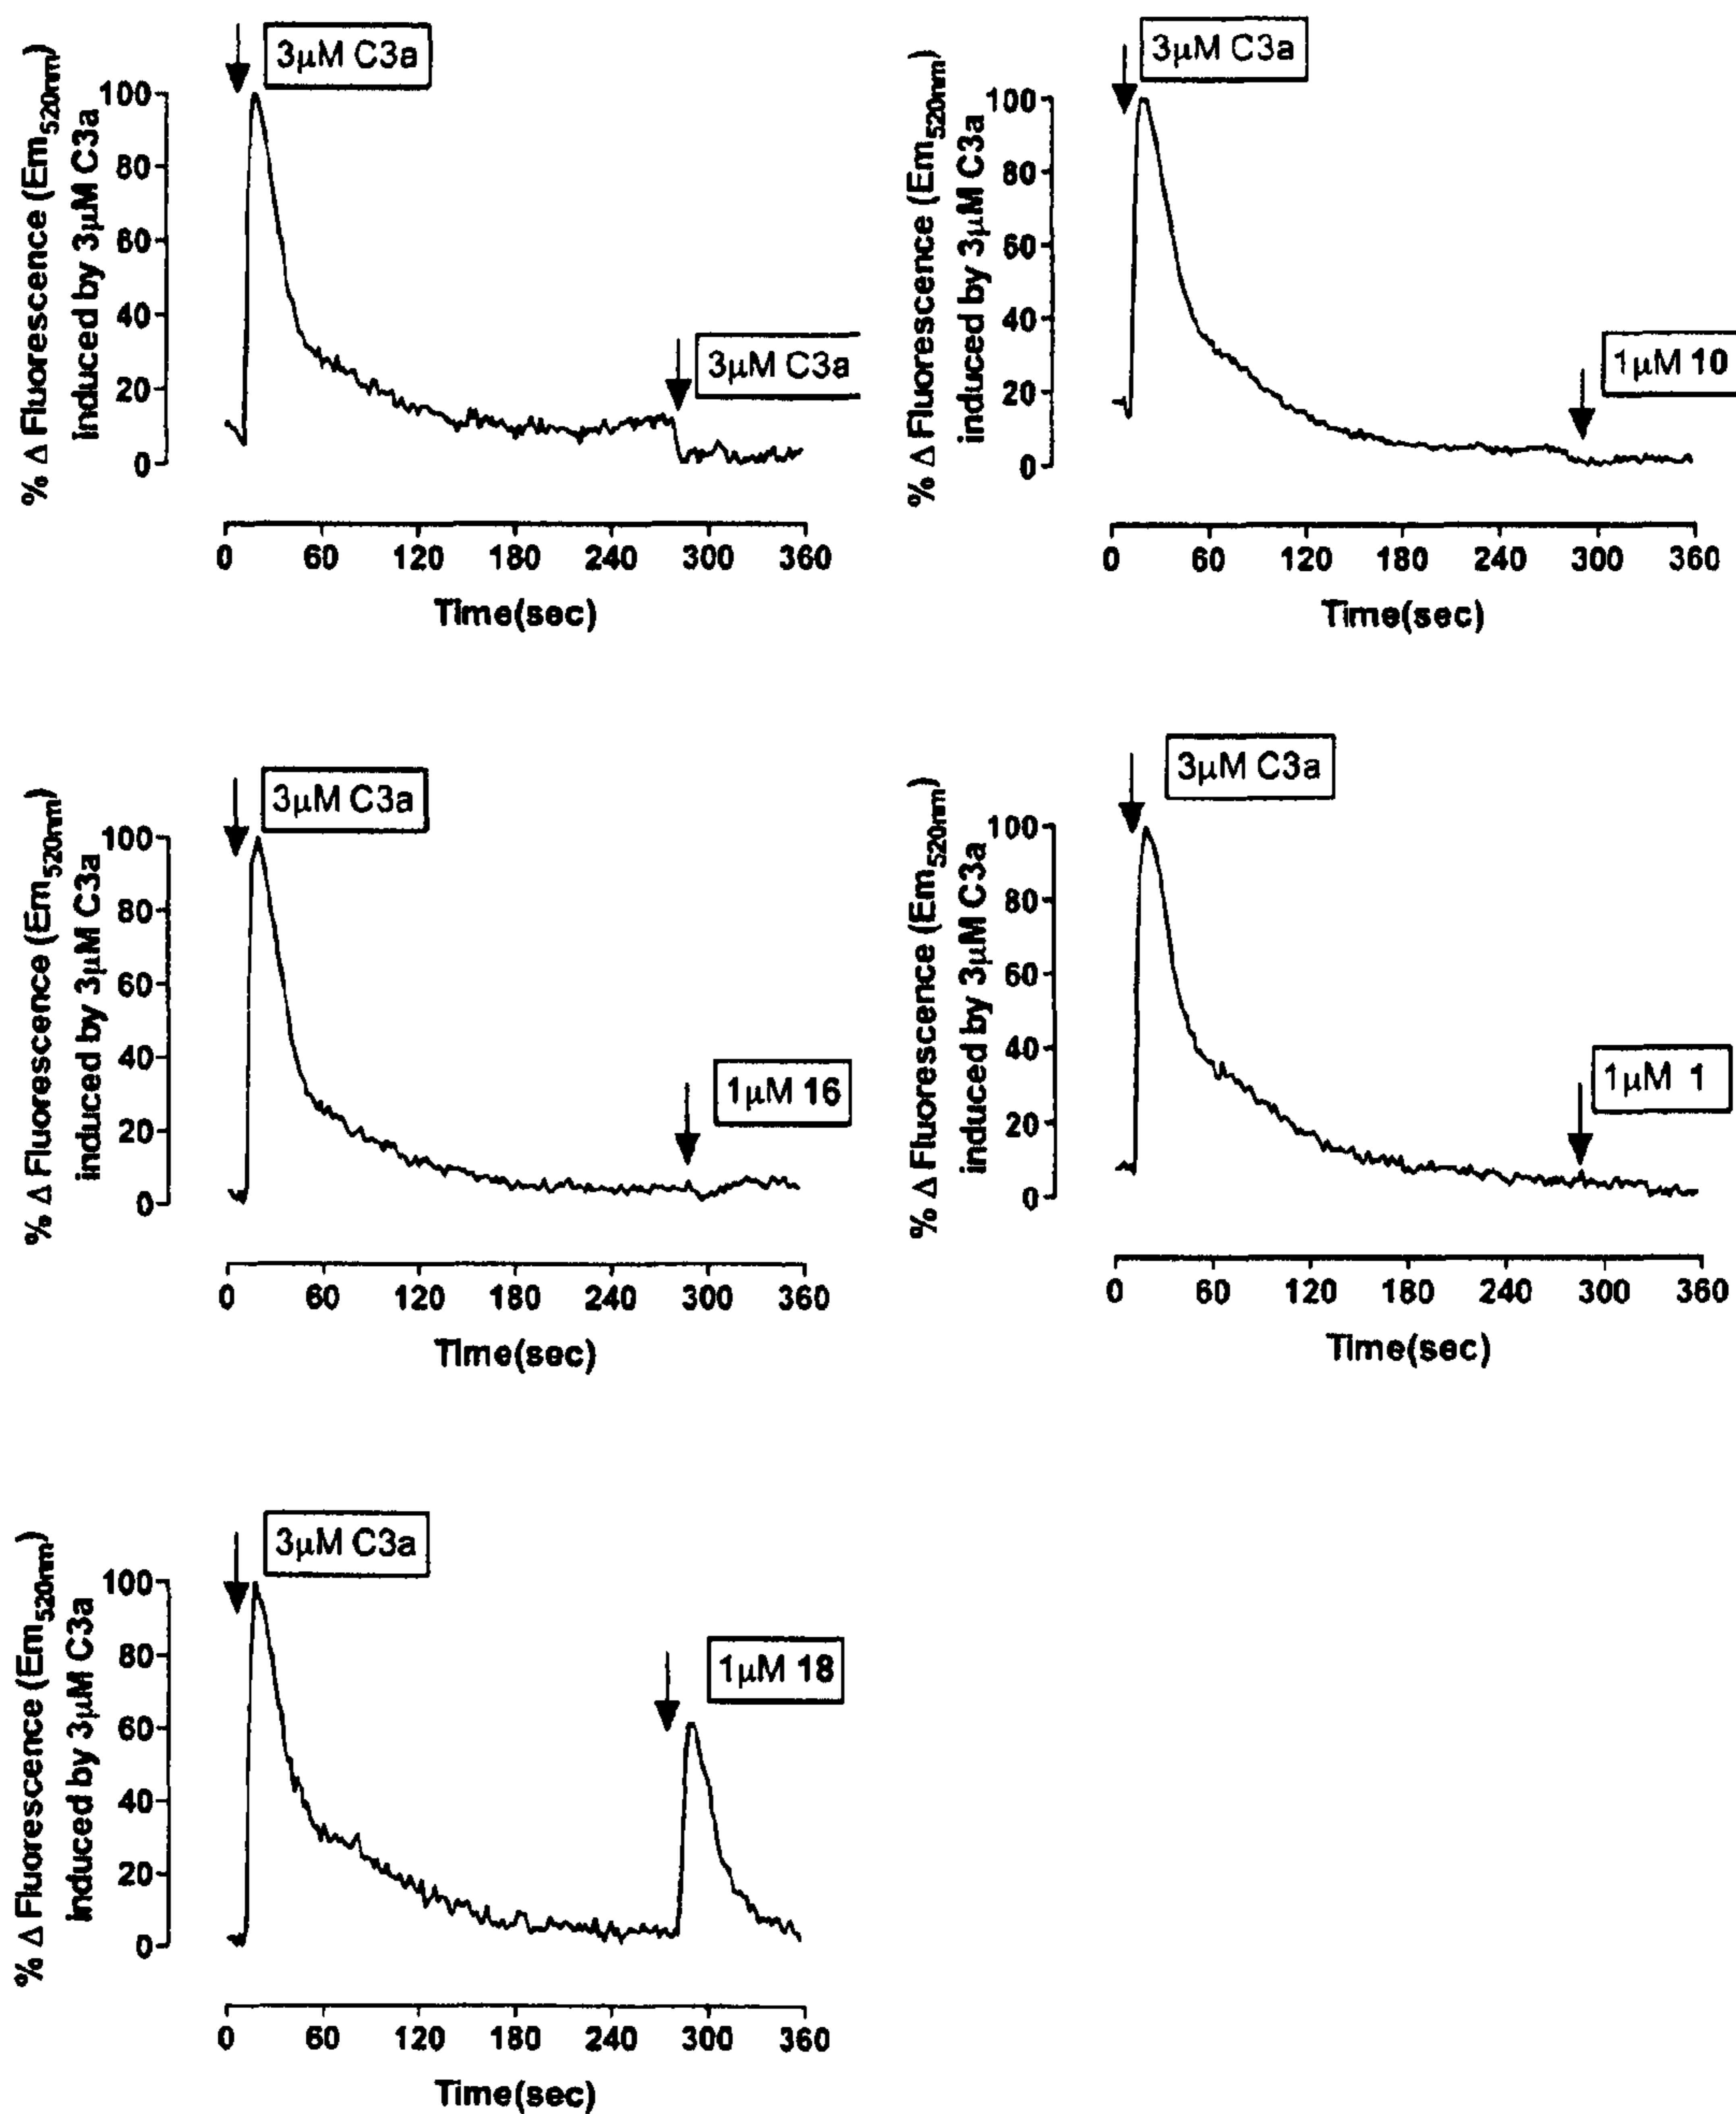 3µM C3a
% Δ Fluorescence (Em520nm)
Induced by 3µM C3a
100
80
60
40
20
0
3µM C3a
0 60 120 180 240 300 360
Time(sec)
3µM C3a
% Δ Fluorescence (Em520nm)
induced by 3µM C3a
100
80
60
40
20
0
1µM 10
0 60 120 180 240 300 360
Time(sec)
3µM C3a
% Δ Fluorescence (Em520nm)
induced by 3µM C3a
100
80
60
40
20
0
1µM 16
0 60 120 180 240 300 360
Time(sec)
3µM C3a
% Δ Fluorescence (Em520nm)
induced by 3µM C3a
100
80
60
40
20
0
1µM 1
0 60 120 180 240 300 360
Time(sec)
3µM C3a
% Δ Fluorescence (Em520nm)
induced by 3µM C3a
100
80
60
40
20
0
1µM 18
0 60 120 180 240 300 360
Time(sec)